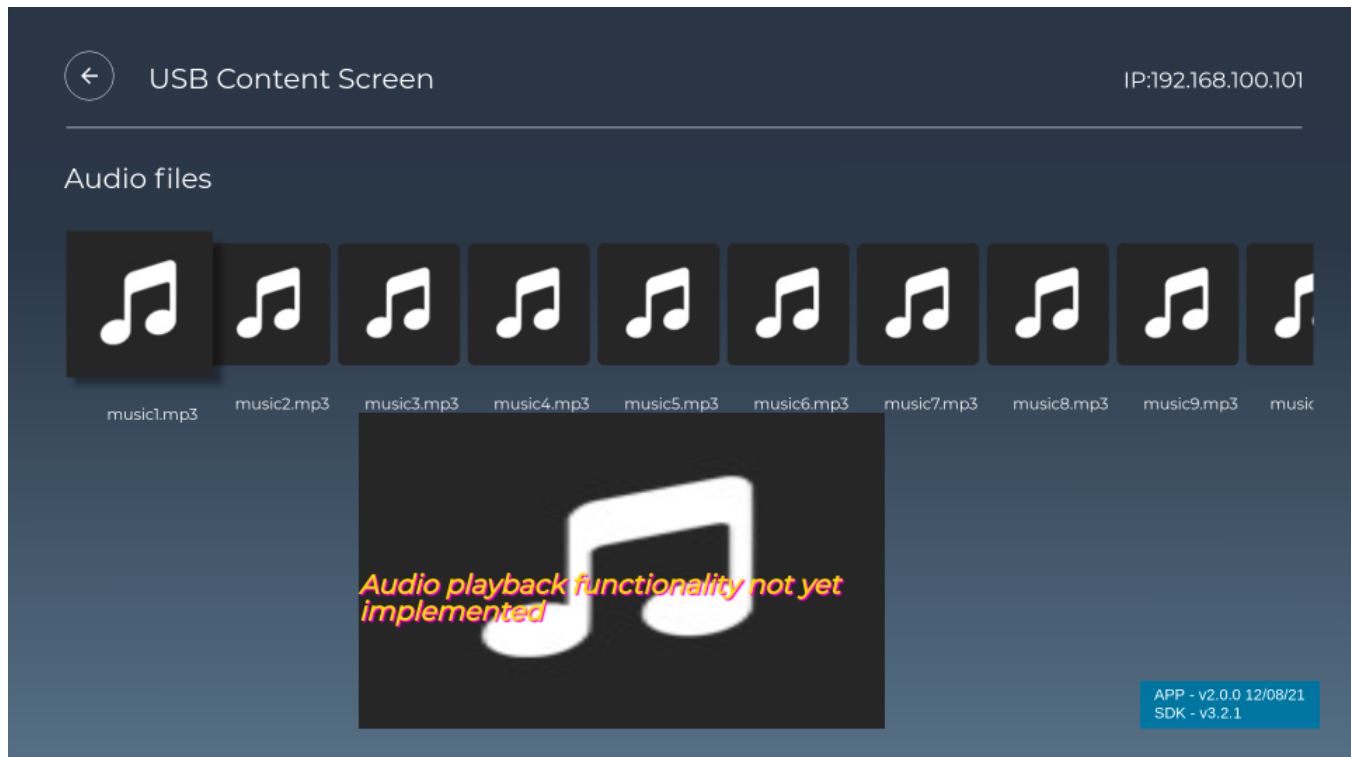 USB Content Screen
IP:192.168.100.101
Audio files
music1.mp3
music2.mp3
music3.mp3
music4.mp3
music5.mp3
music6.mp3
music7.mp3
music8.mp3
music9.mp3
music
Audio playback functionality not yet
implemented
APP - v2.0.0 12/08/21
SDK - v3.2.1